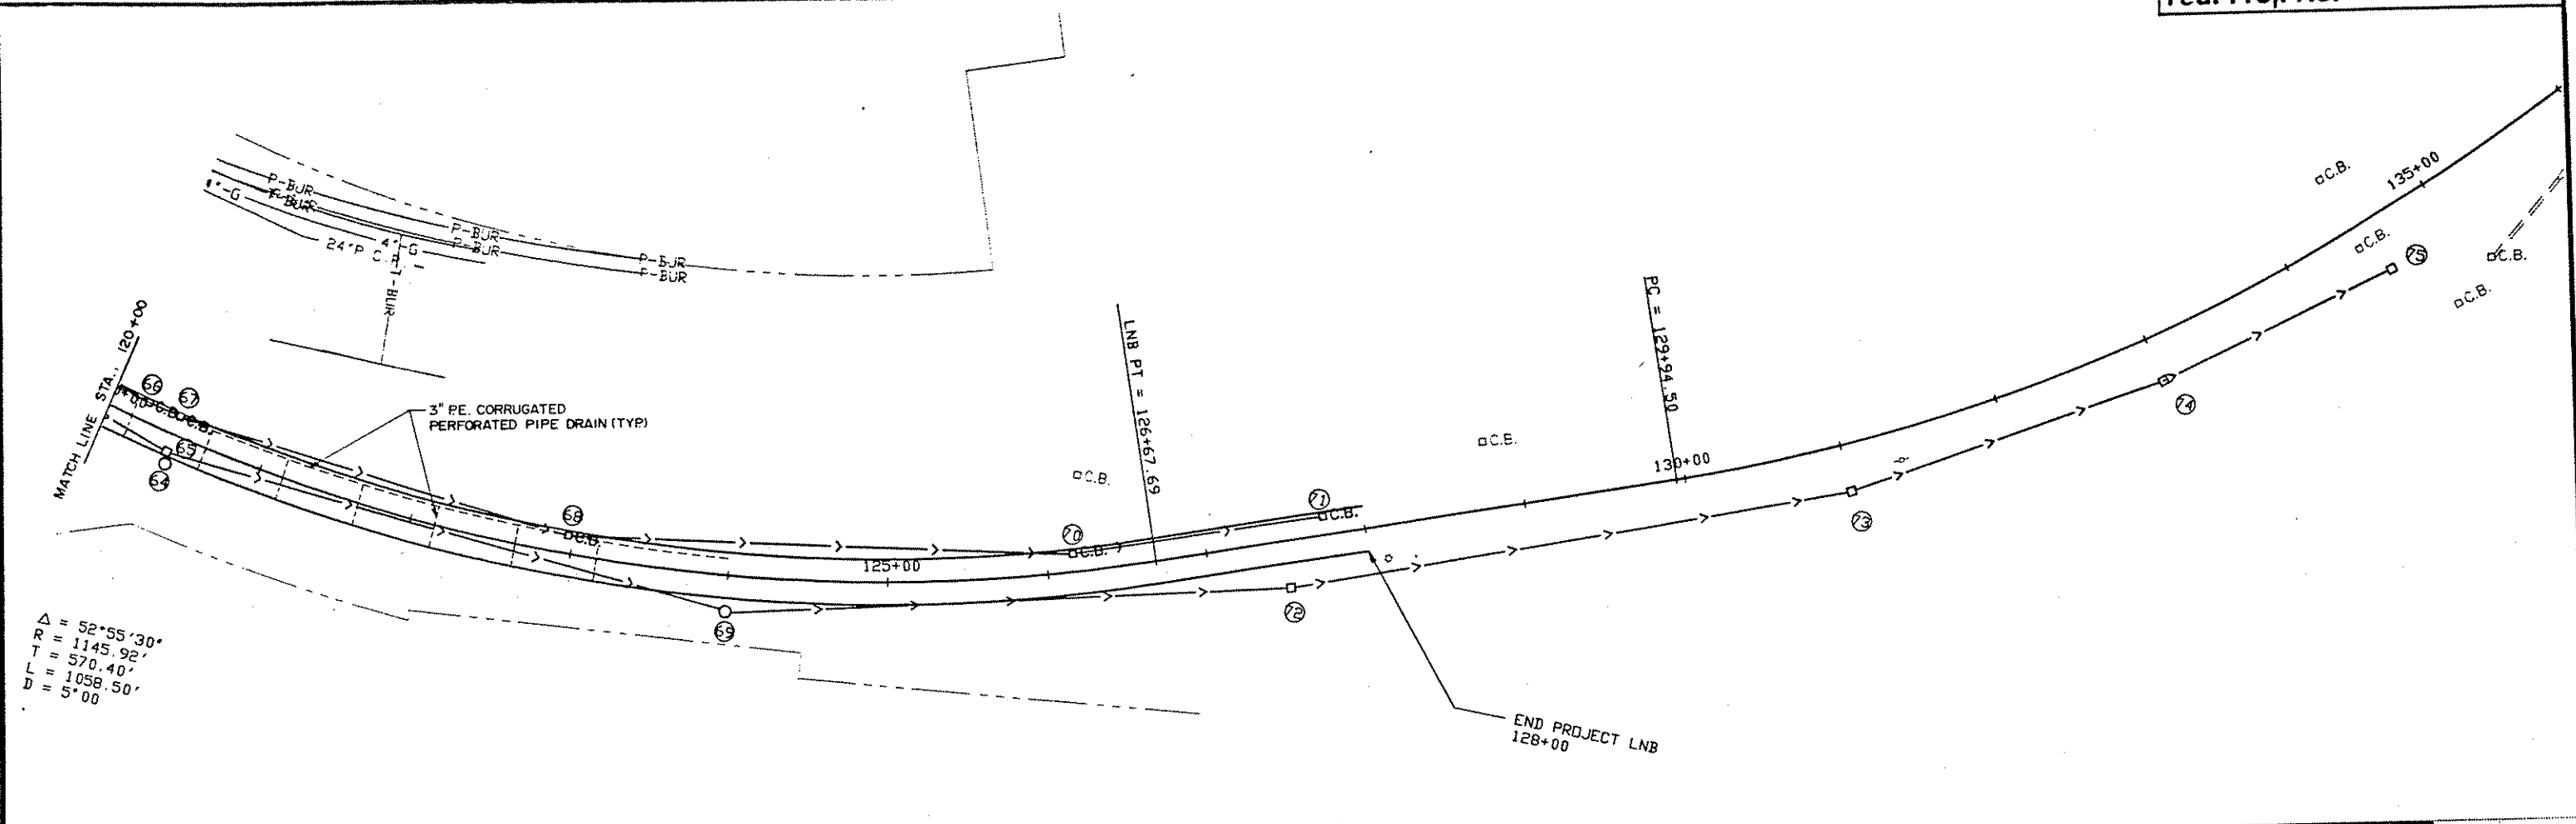 P-BUR
P-BUR
4"-G
24"P C.P.
4"-G
P-BUR
P-BUR
P-BUR
P-BUR
T-BUR
MATCH LINE STA. 120+00
66
67
C.B.
C.B.
65
64
3" P.E. CORRUGATED
PERFORATED PIPE DRAIN (TYP.)
68
C.B.
69
125+00
C.B.
70
C.B.
LNB PT = 126+67.69
71
C.B.
72
END PROJECT LNB
128+00
C.B.
PC = 129+94.50
130+00
73
74
75
C.B.
135+00
C.B.
C.B.
C.B.
Δ = 52°55'30"
R = 1145.92'
T = 570.40'
L = 1058.50'
D = 5°00